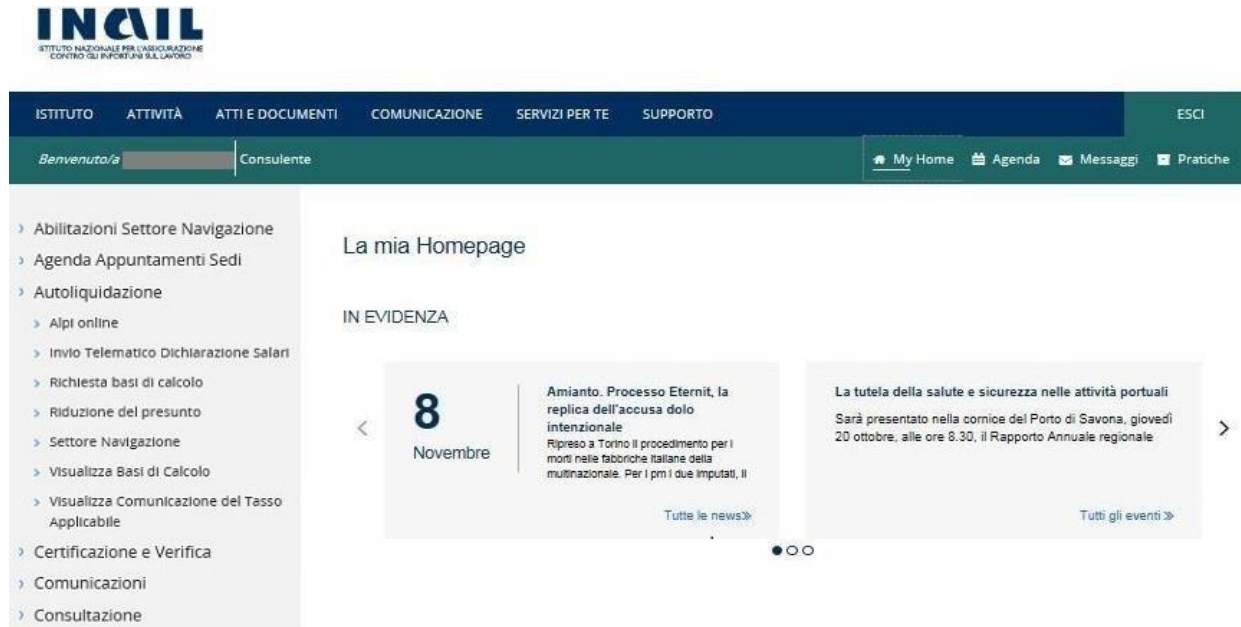 INAIL
ISTITUTO NAZIONALE PER L'ASSICURAZIONE
CONTRO GLI INFORTUNI SUL LAVORO
ISTITUTO ATTIVITÀ ATTI E DOCUMENTI COMUNICAZIONE SERVIZI PER TE SUPPORTO ESCI
Benvenuto/a Consulente My Home Agenda Messaggi Pratiche
Abilitazioni Settore Navigazione
Agenda Appuntamenti Sedi
Autoliquidazione
Alpi online
Invio Telematico Dichiarazione Salari
Richiesta basi di calcolo
Riduzione del presunto
Settore Navigazione
Visualizza Basi di Calcolo
Visualizza Comunicazione del Tasso
Applicabile
Certificazione e Verifica
Comunicazioni
Consultazione
La mia Homepage
IN EVIDENZA
8
Novembre
Amianto. Processo Eternit, la
replica dell'accusa dolo
intenzionale
Ripreso a Torino il procedimento per i
morti nelle fabbriche italiane della
multinazionale. Per i pm i due imputati, il
Tutte le news»
La tutela della salute e sicurezza nelle attività portuali
Sarà presentato nella cornice del Porto di Savona, giovedì
20 ottobre, alle ore 8.30, il Rapporto Annuale regionale
Tutti gli eventi »